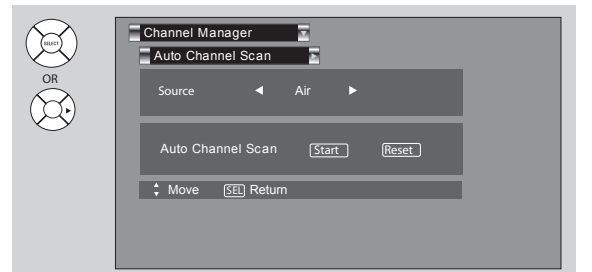 SELECT
OR
Channel Manager
Auto Channel Scan
Source Air
Auto Channel Scan Start Reset
Move SEL Return